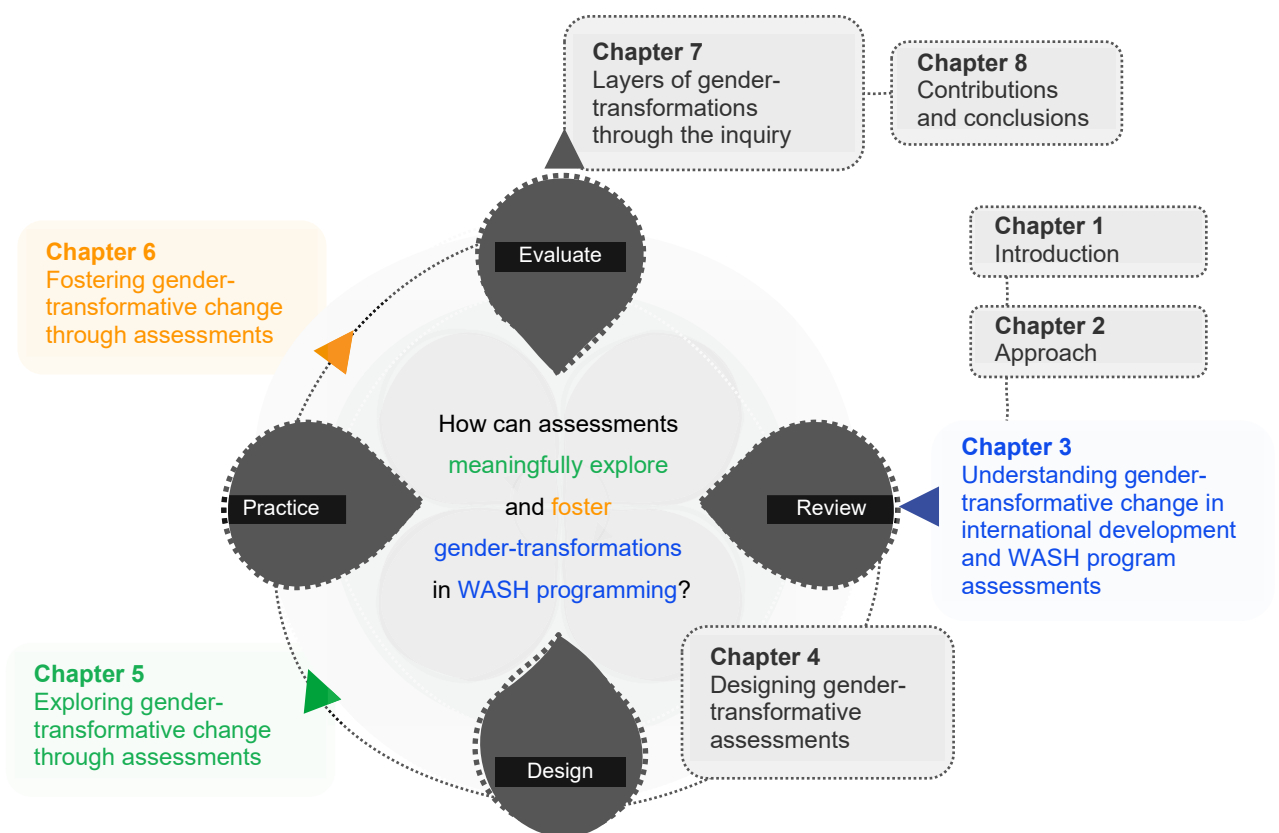 Chapter 7
Layers of gender-
transformations
through the inquiry
Chapter 8
Contributions
and conclusions
Chapter 1
Introduction
Chapter 2
Approach
Chapter 6
Fostering gender-
transformative change
through assessments
Evaluate
How can assessments
meaningfully explore
and foster
gender-transformations
in WASH programming?
Practice
Review
Chapter 3
Understanding gender-
transformative change in
international development
and WASH program
assessments
Chapter 4
Designing gender-
transformative
assessments
Chapter 5
Exploring gender-
transformative change
through assessments
Design